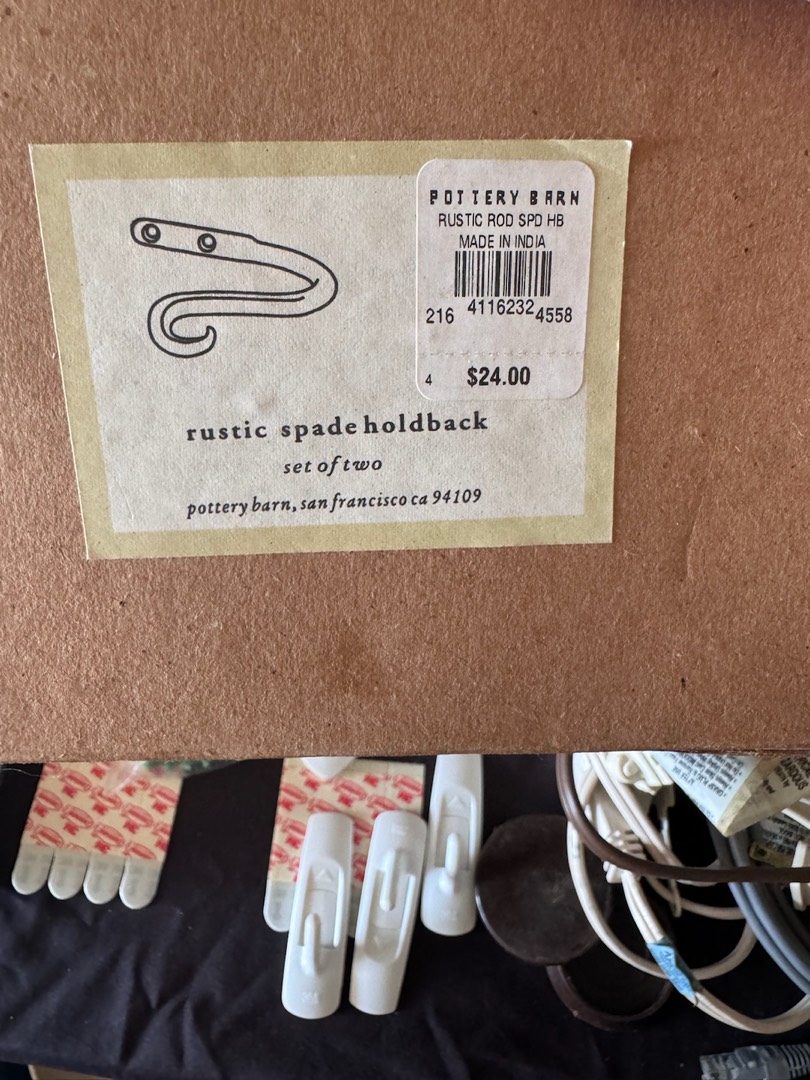 POTTERY BARN
RUSTIC ROD SPD HB
MADE IN INDIA
216 4116232 4558
4 $24.00
rustic spade holdback
set of two
pottery barn, san francisco ca 94109